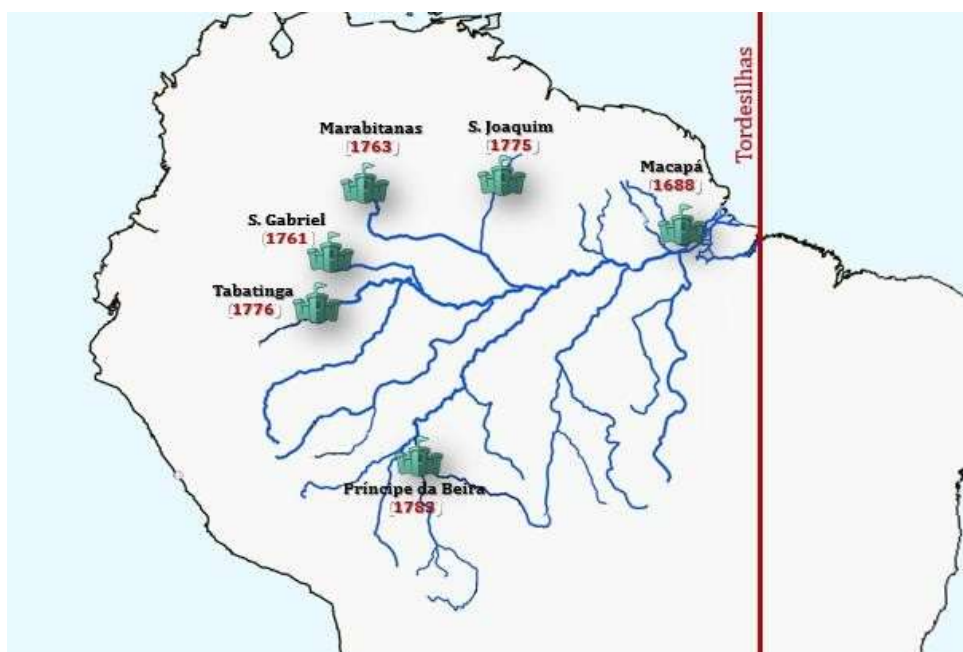 Marabitanas
(1763)
S. Joaquim
(1775)
Macapá
(1688)
Tordesilhas
S. Gabriel
(1761)
Tabatinga
(1776)
Príncipe da Beira
(1783)